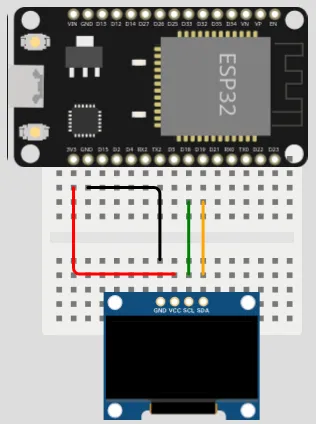 VIN GND D13 D12 D14 D27 D26 D25 D33 D32 D35 D34 VN VP EN
ESP32
3V3 GND D15 D2 D4 RX2 TX2 D5 D18 D19 D21 RX0 TX0 D22 D23
GND VCC SCL SDA